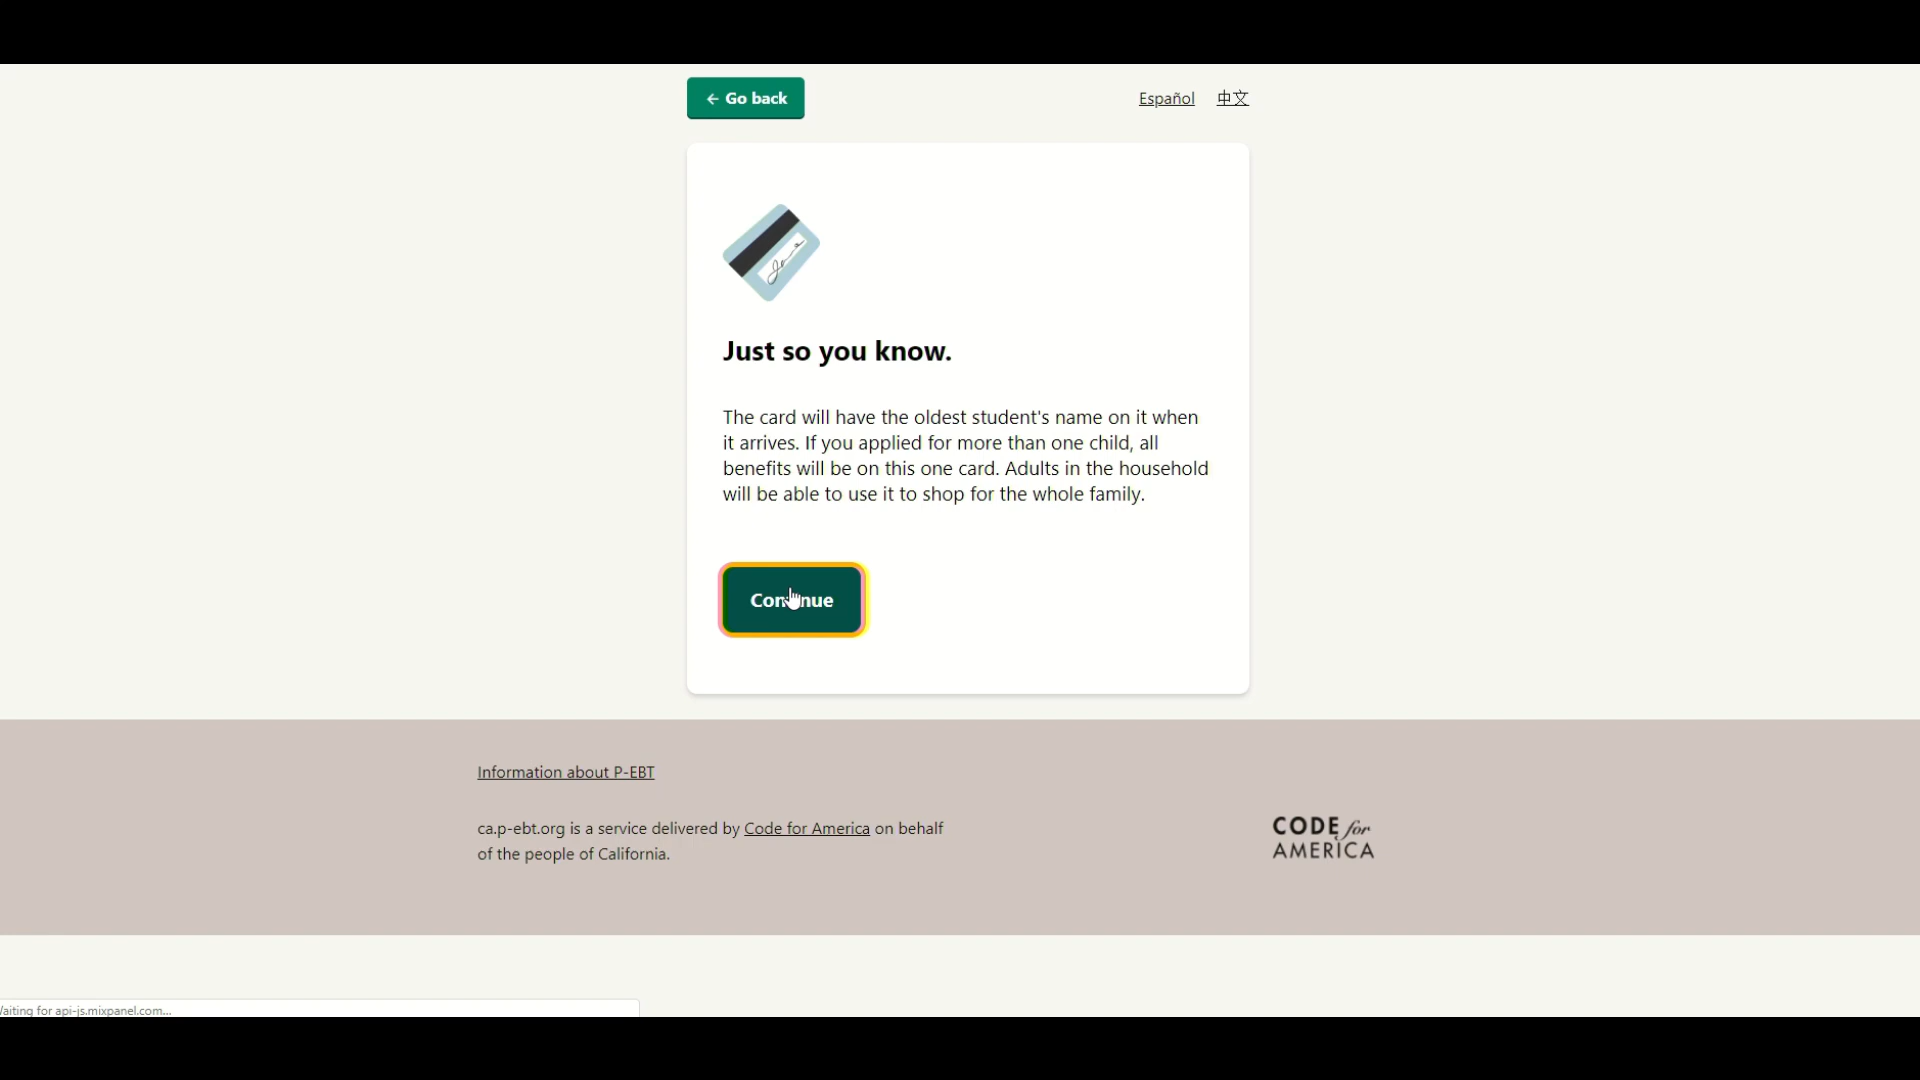 ← Go back
Español 中文
Just so you know.
The card will have the oldest student's name on it when
it arrives. If you applied for more than one child, all
benefits will be on this one card. Adults in the household
will be able to use it to shop for the whole family.
Continue
Information about P-EBT
ca.p-ebt.org is a service delivered by Code for America on behalf
of the people of California.
CODE for
AMERICA
aiting for api-js.mixpanel.com...